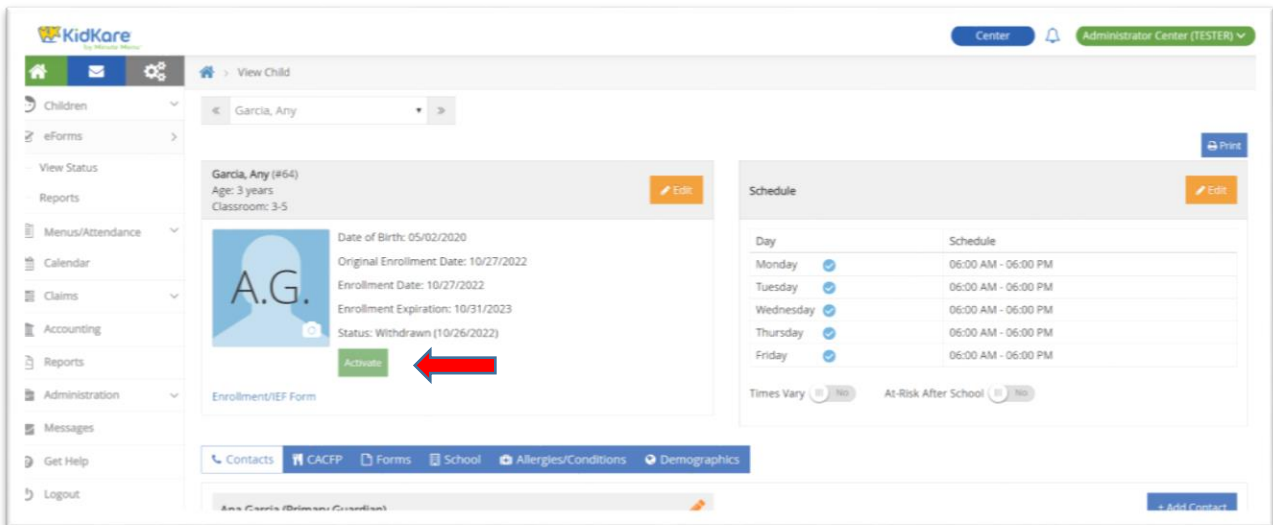 KidKare
by Minute Menu
Center
Administrator Center (TESTER)
View Child
Children
eForms
View Status
Reports
Menus/Attendance
Calendar
Claims
Accounting
Reports
Administration
Messages
Get Help
Logout
« Garcia, Any »
Print
Garcia, Any (#64)
Age: 3 years
Classroom: 3-5
Edit
A.G.
Date of Birth: 05/02/2020
Original Enrollment Date: 10/27/2022
Enrollment Date: 10/27/2022
Enrollment Expiration: 10/31/2023
Status: Withdrawn (10/26/2022)
Activate
Enrollment/IEF Form
Schedule
Edit
Day Schedule
Monday 06:00 AM - 06:00 PM
Tuesday 06:00 AM - 06:00 PM
Wednesday 06:00 AM - 06:00 PM
Thursday 06:00 AM - 06:00 PM
Friday 06:00 AM - 06:00 PM
Times Vary No At-Risk After School No
Contacts CACFP Forms School Allergies/Conditions Demographics
Ana Garcia (Primary Guardian)
+ Add Contact